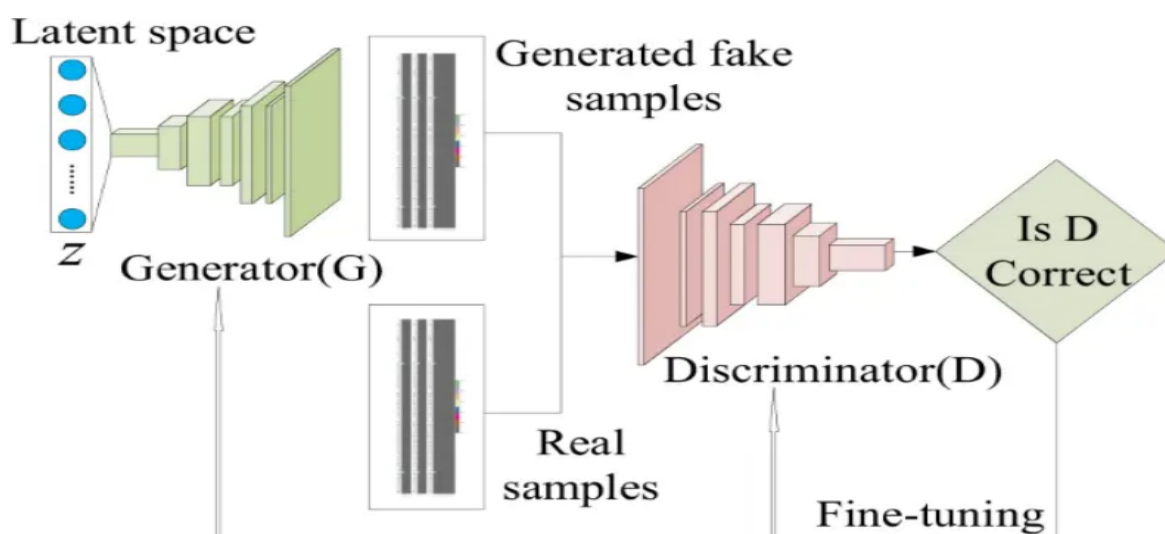 Latent space
z
Generator(G)
Generated fake
samples
Real
samples
Discriminator(D)
Is D
Correct
Fine-tuning